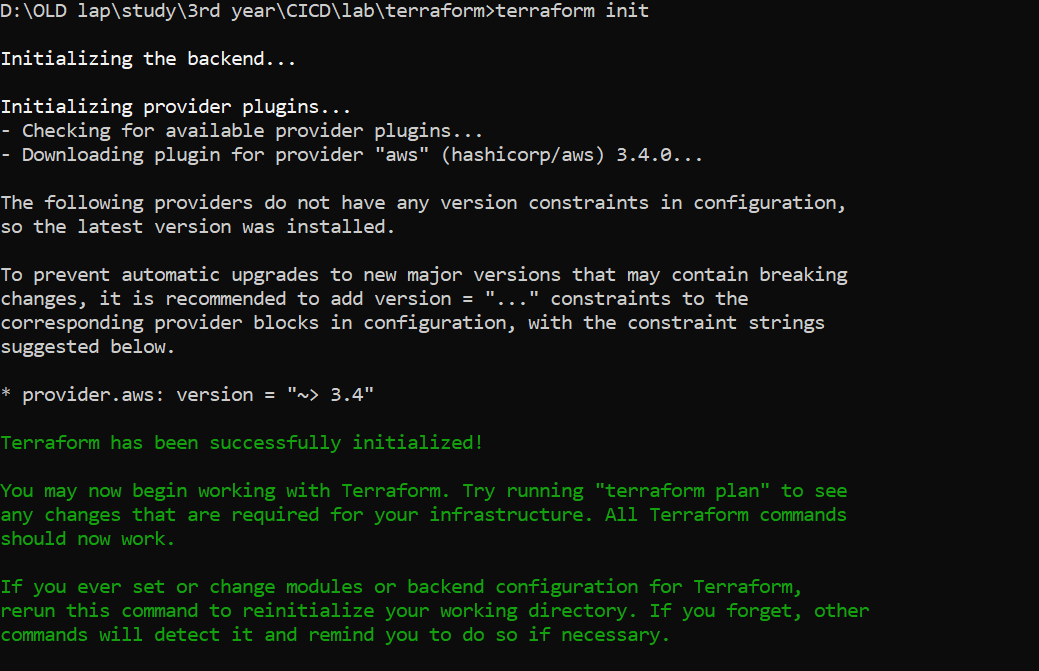 D:\OLD lap\study\3rd year\CICD\lab\terraform>terraform init
Initializing the backend...
Initializing provider plugins...
- Checking for available provider plugins...
- Downloading plugin for provider "aws" (hashicorp/aws) 3.4.0...
The following providers do not have any version constraints in configuration,
so the latest version was installed.
To prevent automatic upgrades to new major versions that may contain breaking
changes, it is recommended to add version = "..." constraints to the
corresponding provider blocks in configuration, with the constraint strings
suggested below.
* provider.aws: version = "~> 3.4"
Terraform has been successfully initialized!
You may now begin working with Terraform. Try running "terraform plan" to see
any changes that are required for your infrastructure. All Terraform commands
should now work.
If you ever set or change modules or backend configuration for Terraform,
rerun this command to reinitialize your working directory. If you forget, other
commands will detect it and remind you to do so if necessary.